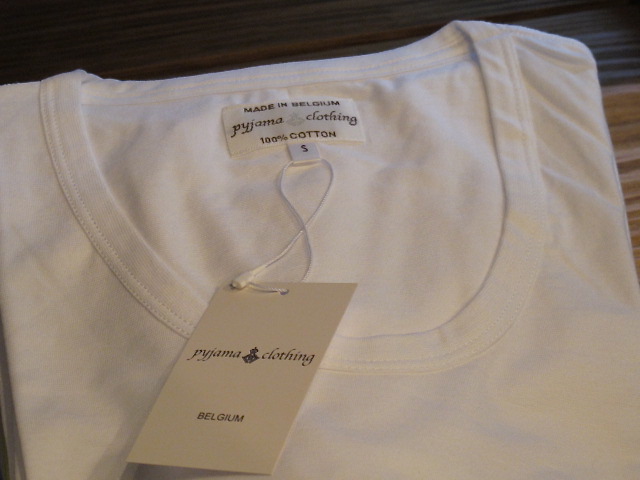 MADE IN BELGIUM
pyjama clothing
100% COTTON
S
pyjama clothing
BELGIUM